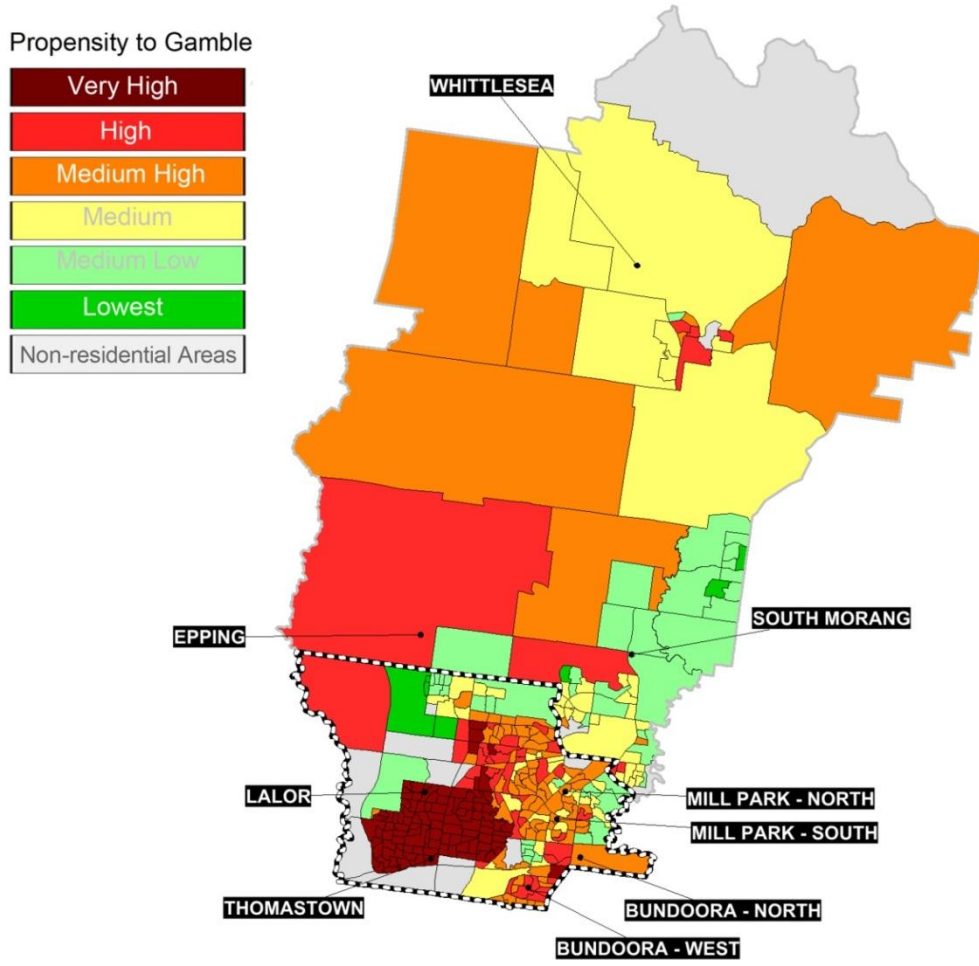 Propensity to Gamble
Very High
High
Medium High
Medium
Medium Low
Lowest
Non-residential Areas
WHITTLESEA
EPPING
SOUTH MORANG
LALOR
MILL PARK - NORTH
MILL PARK - SOUTH
THOMASTOWN
BUNDOORA - NORTH
BUNDOORA - WEST